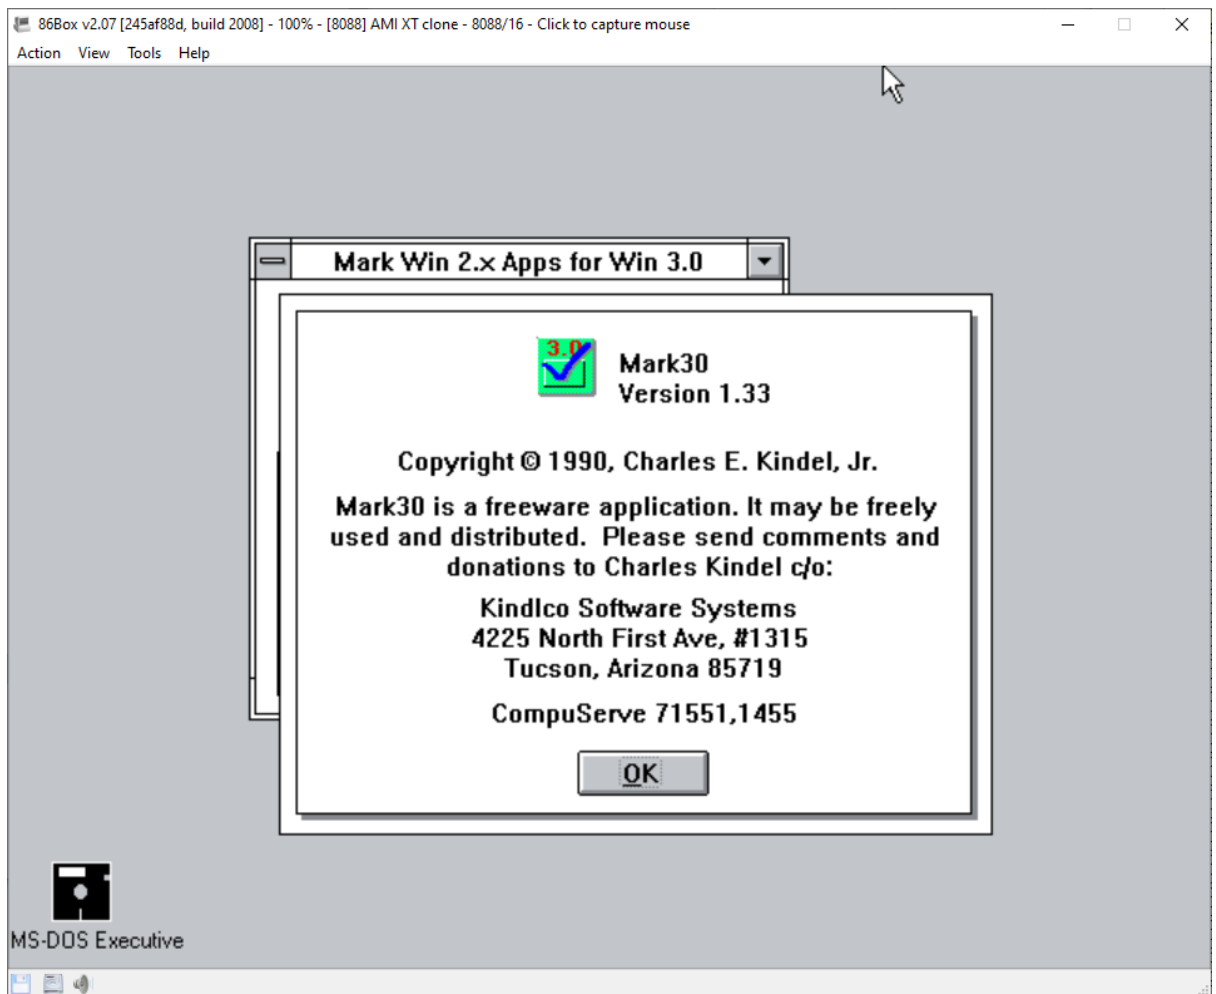 86Box v2.07 [245af88d, build 2008] - 100% - [8088] AMI XT clone - 8088/16 - Click to capture mouse
Action View Tools Help
Mark Win 2.x Apps for Win 3.0
3.0
Mark30
Version 1.33
Copyright © 1990, Charles E. Kindel, Jr.
Mark30 is a freeware application. It may be freely
used and distributed.  Please send comments and
donations to Charles Kindel c/o:
Kindlco Software Systems
4225 North First Ave, #1315
Tucson, Arizona 85719
CompuServe 71551,1455
OK
MS-DOS Executive